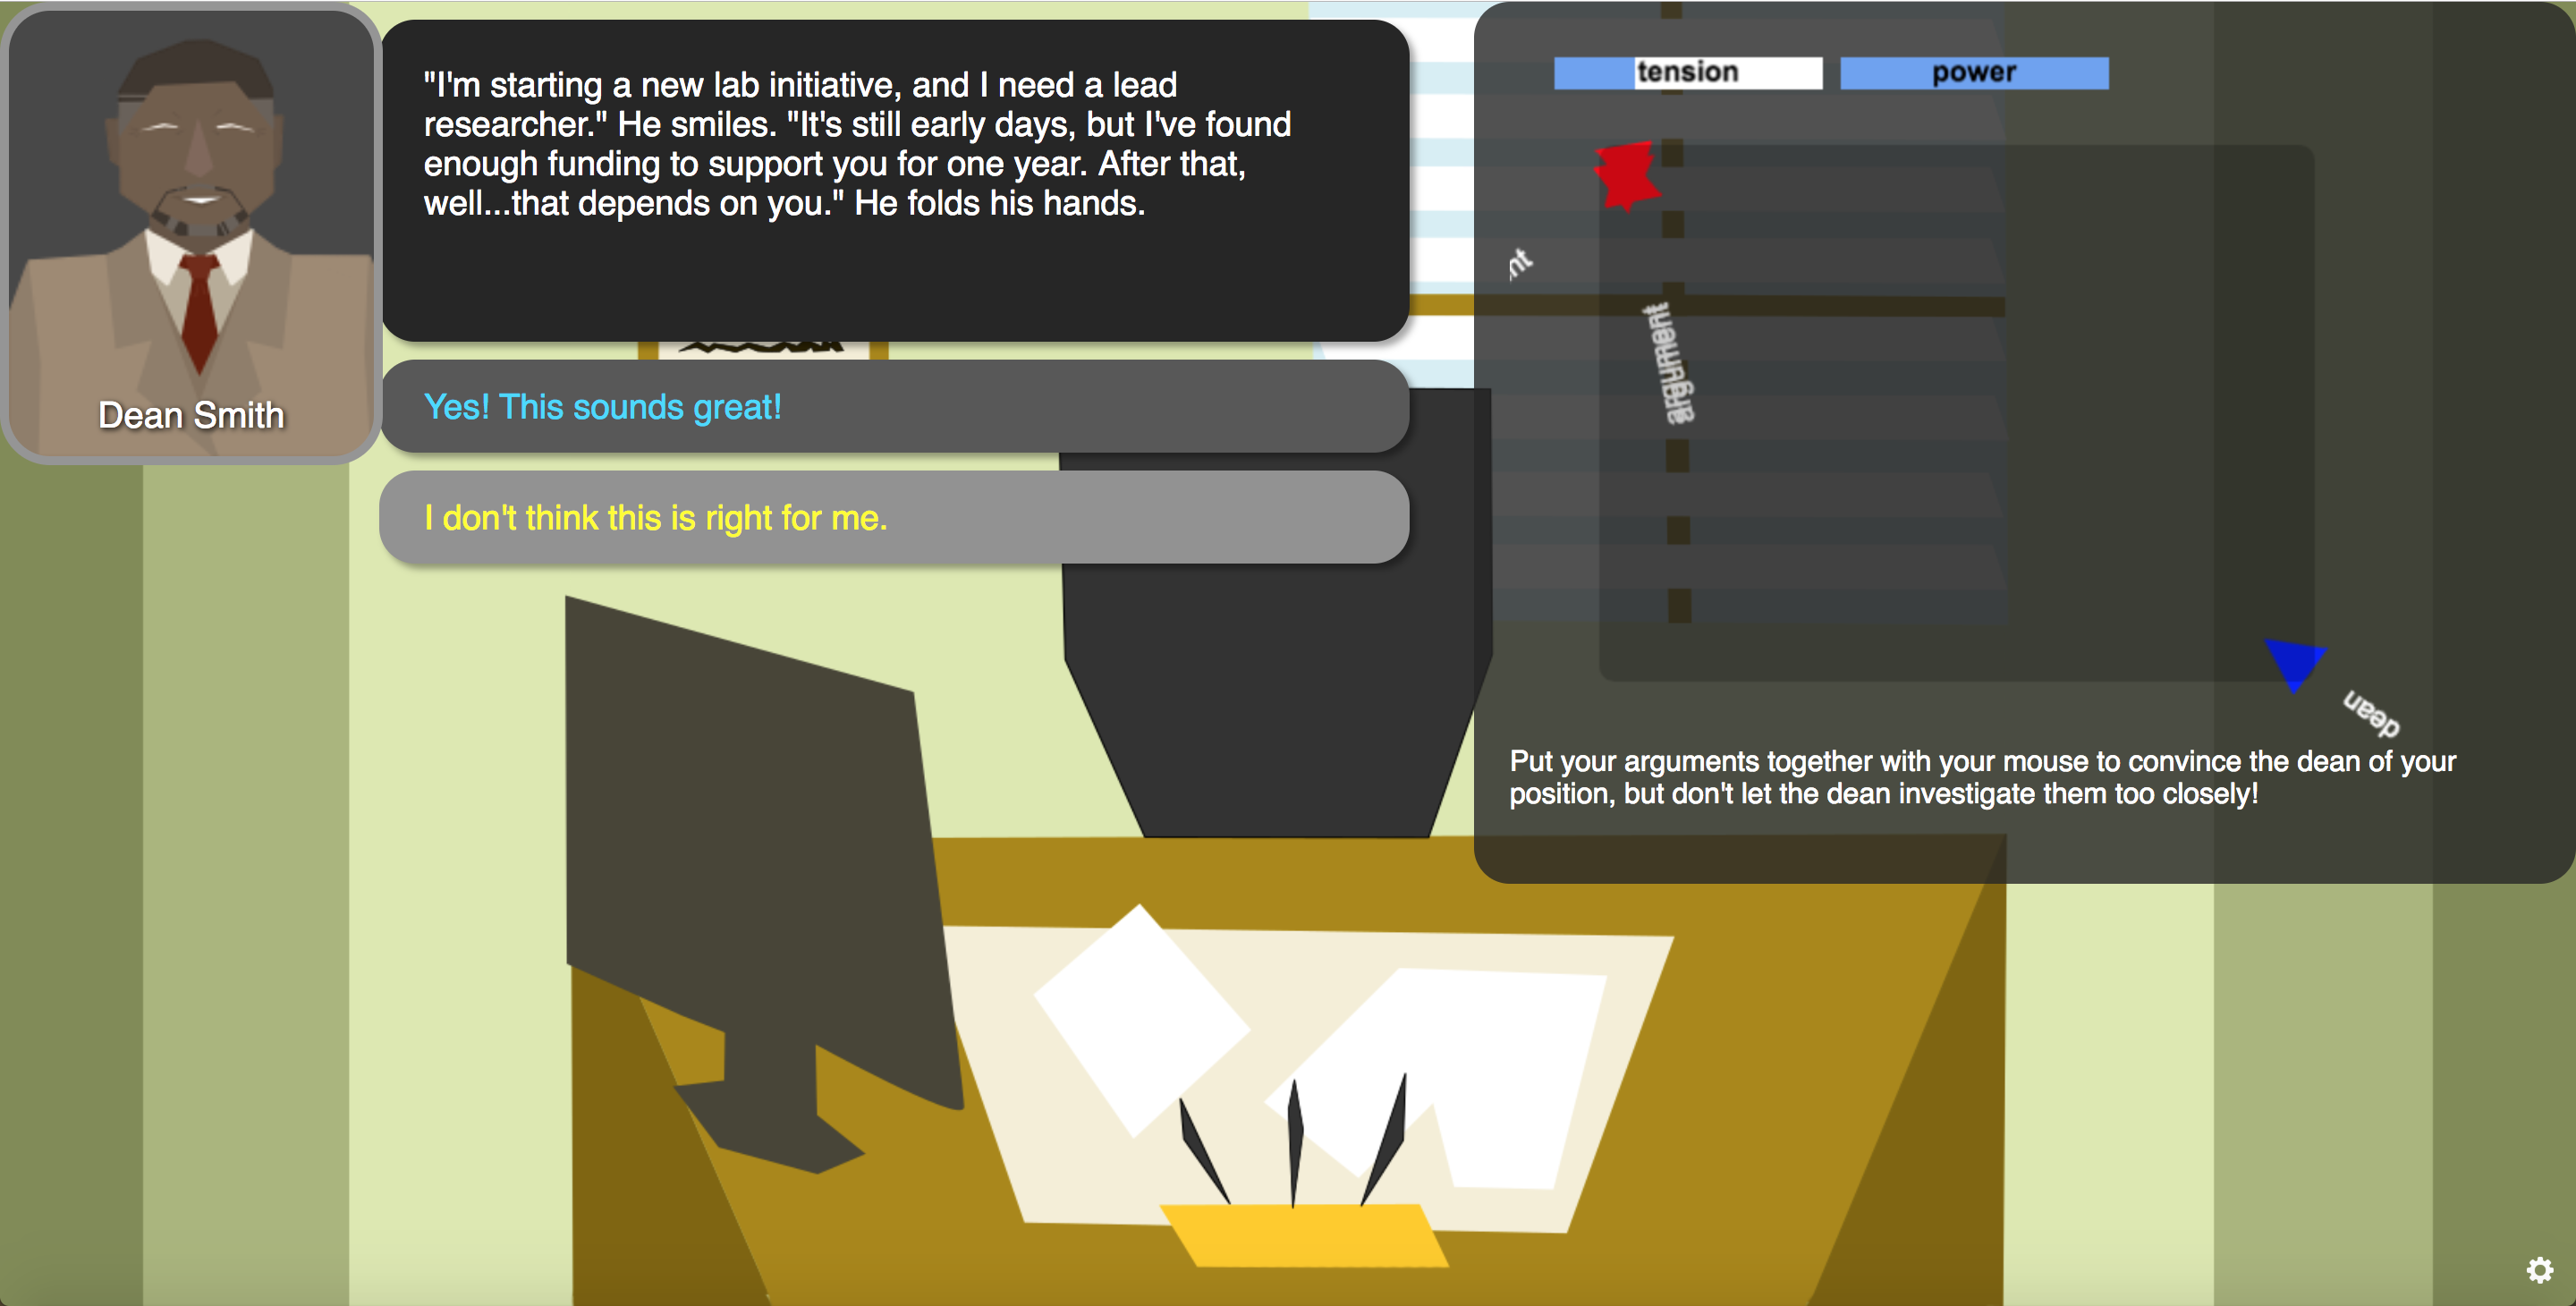 "I'm starting a new lab initiative, and I need a lead
researcher." He smiles. "It's still early days, but I've found
enough funding to support you for one year. After that,
well...that depends on you." He folds his hands.
Dean Smith
Yes! This sounds great!
I don't think this is right for me.
tension
power
nt
argument
dean
Put your arguments together with your mouse to convince the dean of your
position, but don't let the dean investigate them too closely!